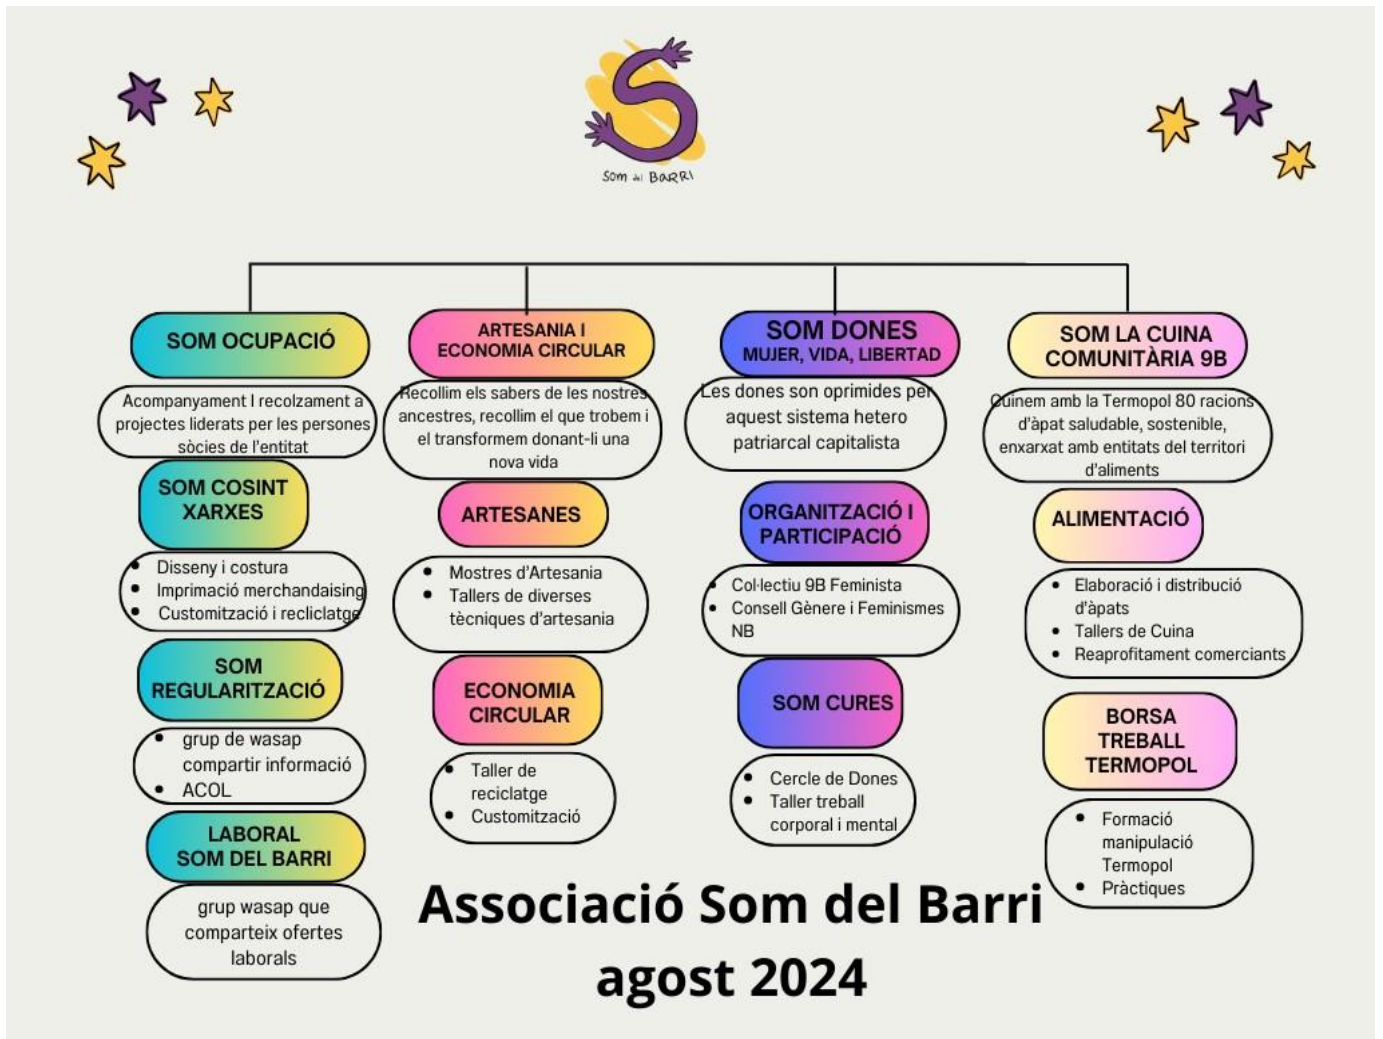 Som del BARRI
SOM OCUPACIÓ
Acompanyament I recolzament a
projectes liderats per les persones
sòcies de l'entitat
SOM COSINT
XARXES
Disseny i costura
Imprimació merchandaising
Customització i recliclatge
SOM
REGULARITZACIÓ
grup de wasap
compartir informació
ACOL
LABORAL
SOM DEL BARRI
grup wasap que
comparteix ofertes
laborals
ARTESANIA I
ECONOMIA CIRCULAR
Recollim els sabers de les nostres
ancestres, recollim el que trobem i
el transformem donant-li una
nova vida
ARTESANES
Mostres d'Artesania
Tallers de diverses
tècniques d'artesania
ECONOMIA
CIRCULAR
Taller de
reciclatge
Customització
SOM DONES
MUJER, VIDA, LIBERTAD
Les dones son oprimides per
aquest sistema hetero
patriarcal capitalista
ORGANITZACIÓ I
PARTICIPACIÓ
Col·lectiu 9B Feminista
Consell Gènere i Feminismes
NB
SOM CURES
Cercle de Dones
Taller treball
corporal i mental
SOM LA CUINA
COMUNITÀRIA 9B
Cuinem amb la Termopol 80 racions
d'àpat saludable, sostenible,
enxarxat amb entitats del territori
d'aliments
ALIMENTACIÓ
Elaboració i distribució
d'àpats
Tallers de Cuina
Reaprofitament comerciants
BORSA
TREBALL
TERMOPOL
Formació
manipulació
Termopol
Pràctiques
Associació Som del Barri
agost 2024